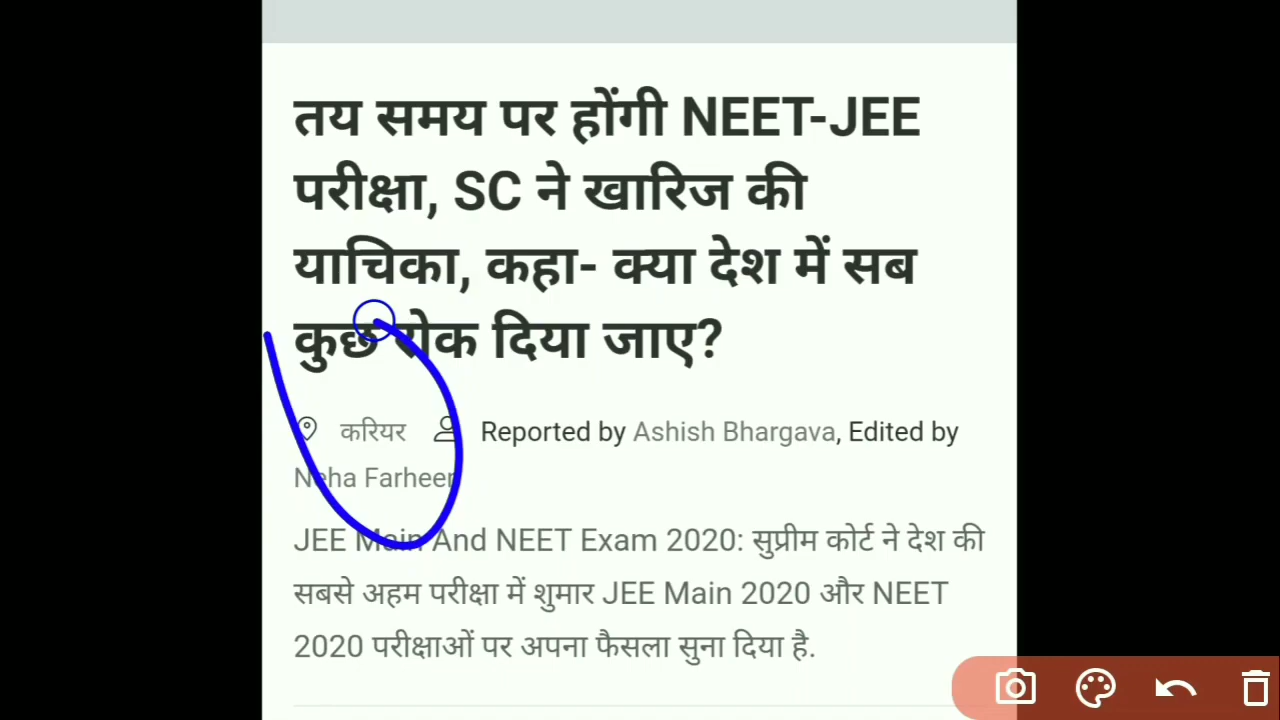 तय समय पर होंगी NEET-JEE
परीक्षा, SC ने खारिज की
याचिका, कहा- क्या देश में सब
कुछ रोक दिया जाए?
करियर Reported by Ashish Bhargava, Edited by
Neha Farheen
JEE Main And NEET Exam 2020: सुप्रीम कोर्ट ने देश की
सबसे अहम परीक्षा में शुमार JEE Main 2020 और NEET
2020 परीक्षाओं पर अपना फैसला सुना दिया है.